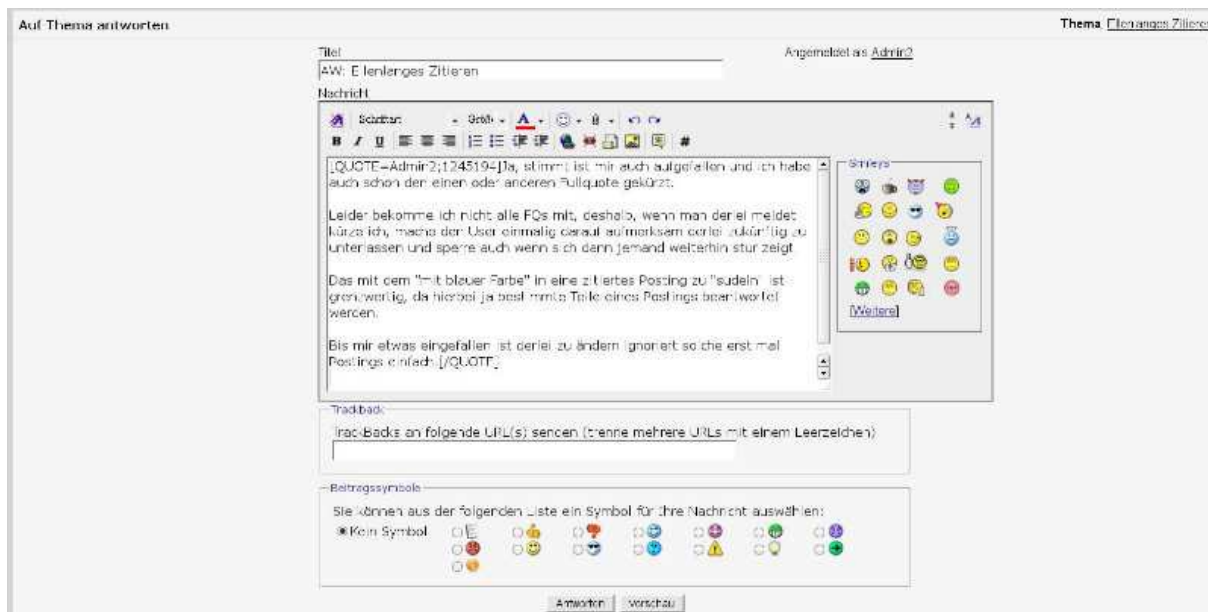 Auf Thema antworten
Thema: Ellenlanges Zitieren
Titel
Angemeldet als Admin2
AW: Ellenlanges Zitieren
Nachricht
Schriftart Größe A
B I U #
[QUOTE=Admin2;1245194]Ja, stimmt ist mir auch aufgefallen und ich habe
auch schon den einen oder anderen Fullquote gekürzt.
Leider bekomme ich nicht alle FQs mit, deshalb, wenn man derlei meldet
kürze ich, mache den User einmalig darauf aufmerksam derlei zukünftig zu
unterlassen und sperre auch wenn sich dann jemand weiterhin stur zeigt
Das mit dem "mit blauer Farbe" in eine zitiertes Posting zu "sudeln" ist
grenzwertig, da hierbei ja bestimmte Teile eines Postings beantwortet
werden.
Bis mir etwas eingefallen ist derlei zu ändern ignoriert solche erst mal
Postings einfach.[/QUOTE]
Smileys
[Weitere]
Trackback
TrackBacks an folgende URL(s) senden (trenne mehrere URLs mit einem Leerzeichen)
Beitragssymbole
Sie können aus der folgenden Liste ein Symbol für Ihre Nachricht auswählen:
Kein Symbol
Antworten Vorschau